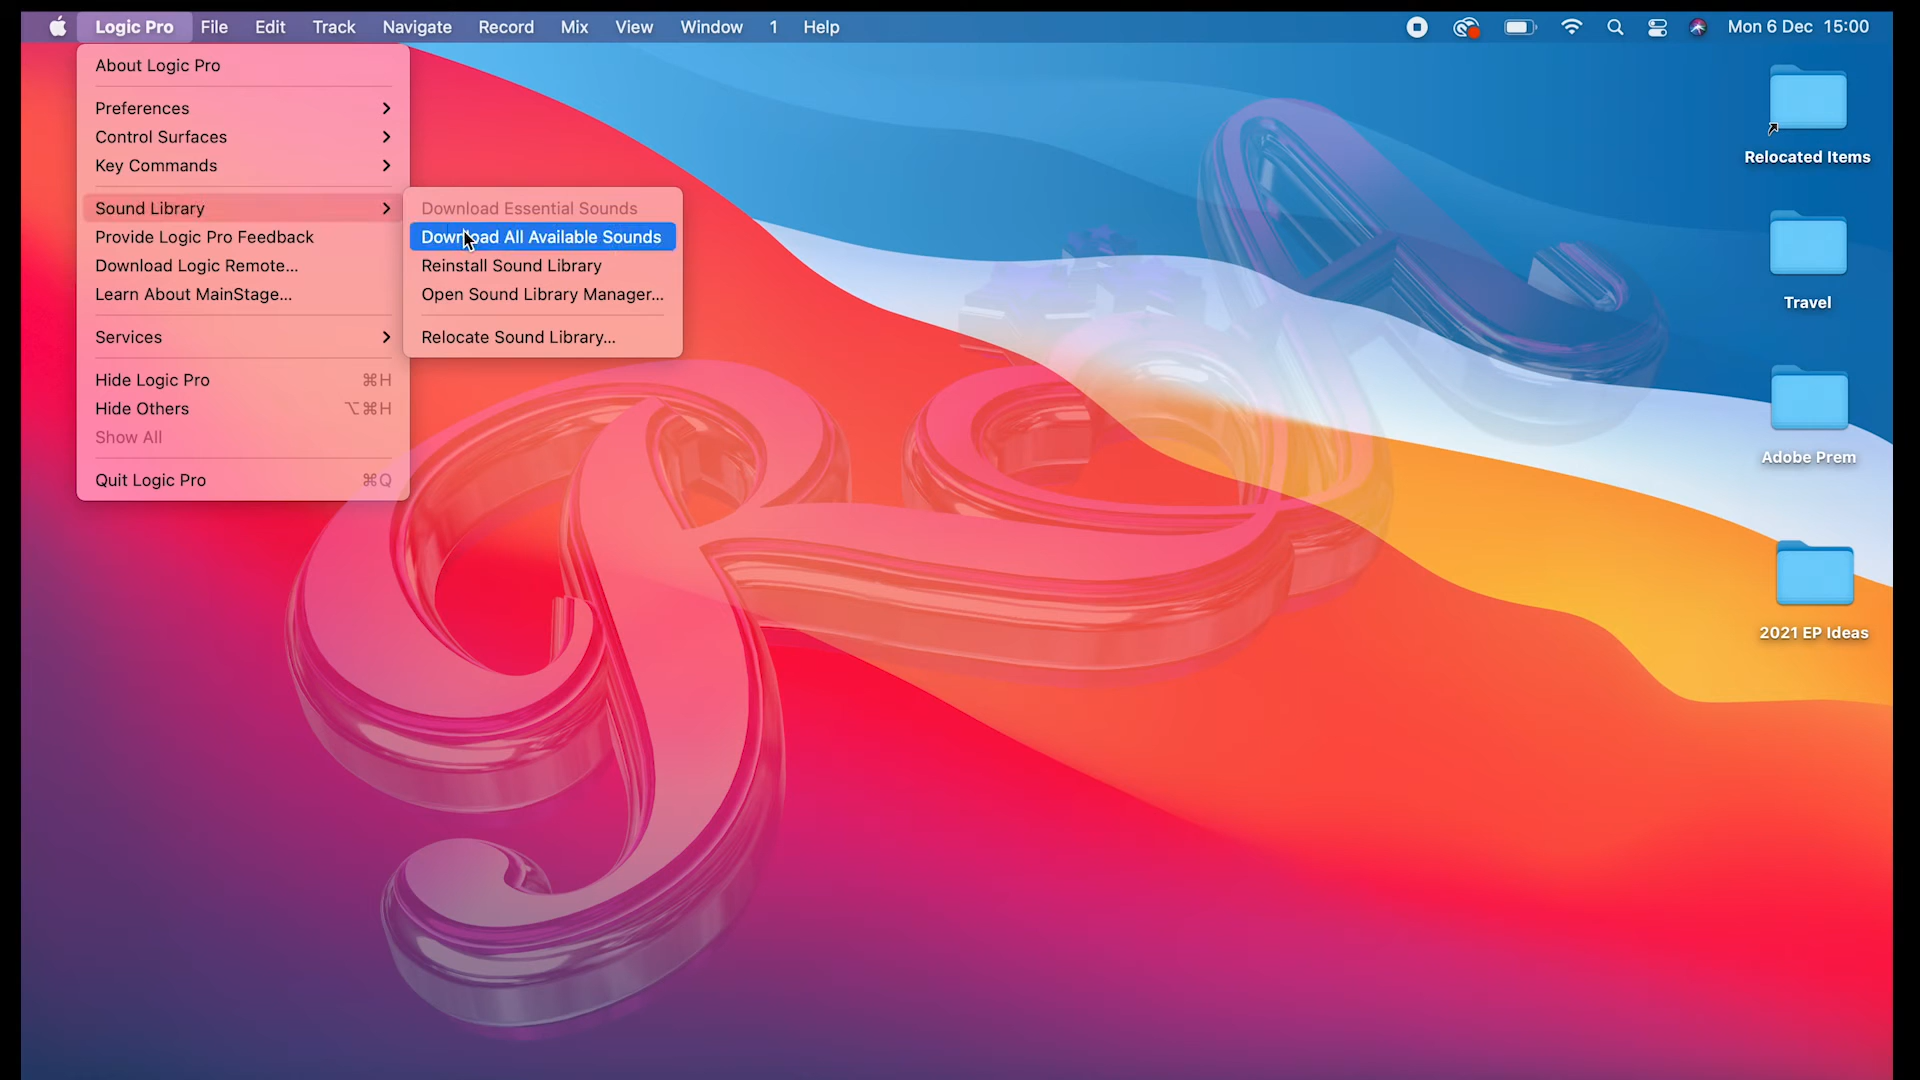 Logic Pro File Edit Track Navigate Record Mix View Window 1 Help Mon 6 Dec 15:00
About Logic Pro
Preferences
Control Surfaces
Key Commands
Sound Library
Provide Logic Pro Feedback
Download Logic Remote...
Learn About MainStage...
Services
Hide Logic Pro ⌘H
Hide Others ⌥⌘H
Show All
Quit Logic Pro ⌘Q
Download Essential Sounds
Download All Available Sounds
Reinstall Sound Library
Open Sound Library Manager...
Relocate Sound Library...
Relocated Items
Travel
Adobe Prem
2021 EP Ideas